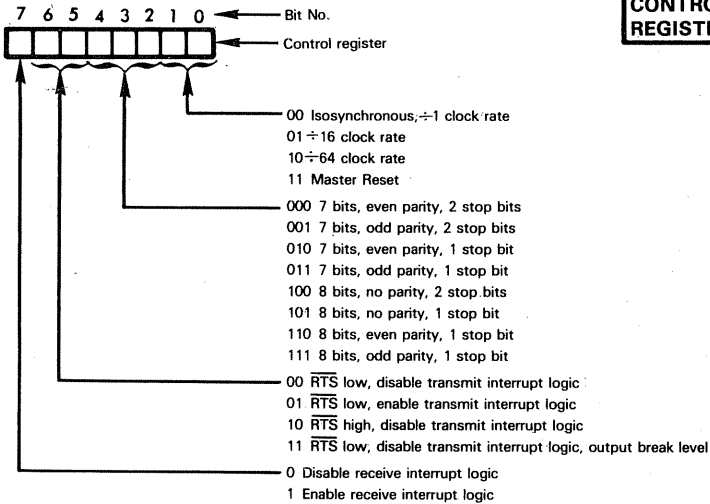 7 6 5 4 3 2 1 0 Bit No.
CONTRO
REGIST
Control register
00 Isosynchronous,÷1 clock rate
01 ÷16 clock rate
10÷64 clock rate
11 Master Reset
000 7 bits, even parity, 2 stop bits
001 7 bits, odd parity, 2 stop bits
010 7 bits, even parity, 1 stop bit
011 7 bits, odd parity, 1 stop bit
100 8 bits, no parity, 2 stop bits
101 8 bits, no parity, 1 stop bit
110 8 bits, even parity, 1 stop bit
111 8 bits, odd parity, 1 stop bit
00 R̅T̅S̅ low, disable transmit interrupt logic
01 R̅T̅S̅ low, enable transmit interrupt logic
10 R̅T̅S̅ high, disable transmit interrupt logic
11 R̅T̅S̅ low, disable transmit interrupt logic, output break level
0 Disable receive interrupt logic
1 Enable receive interrupt logic